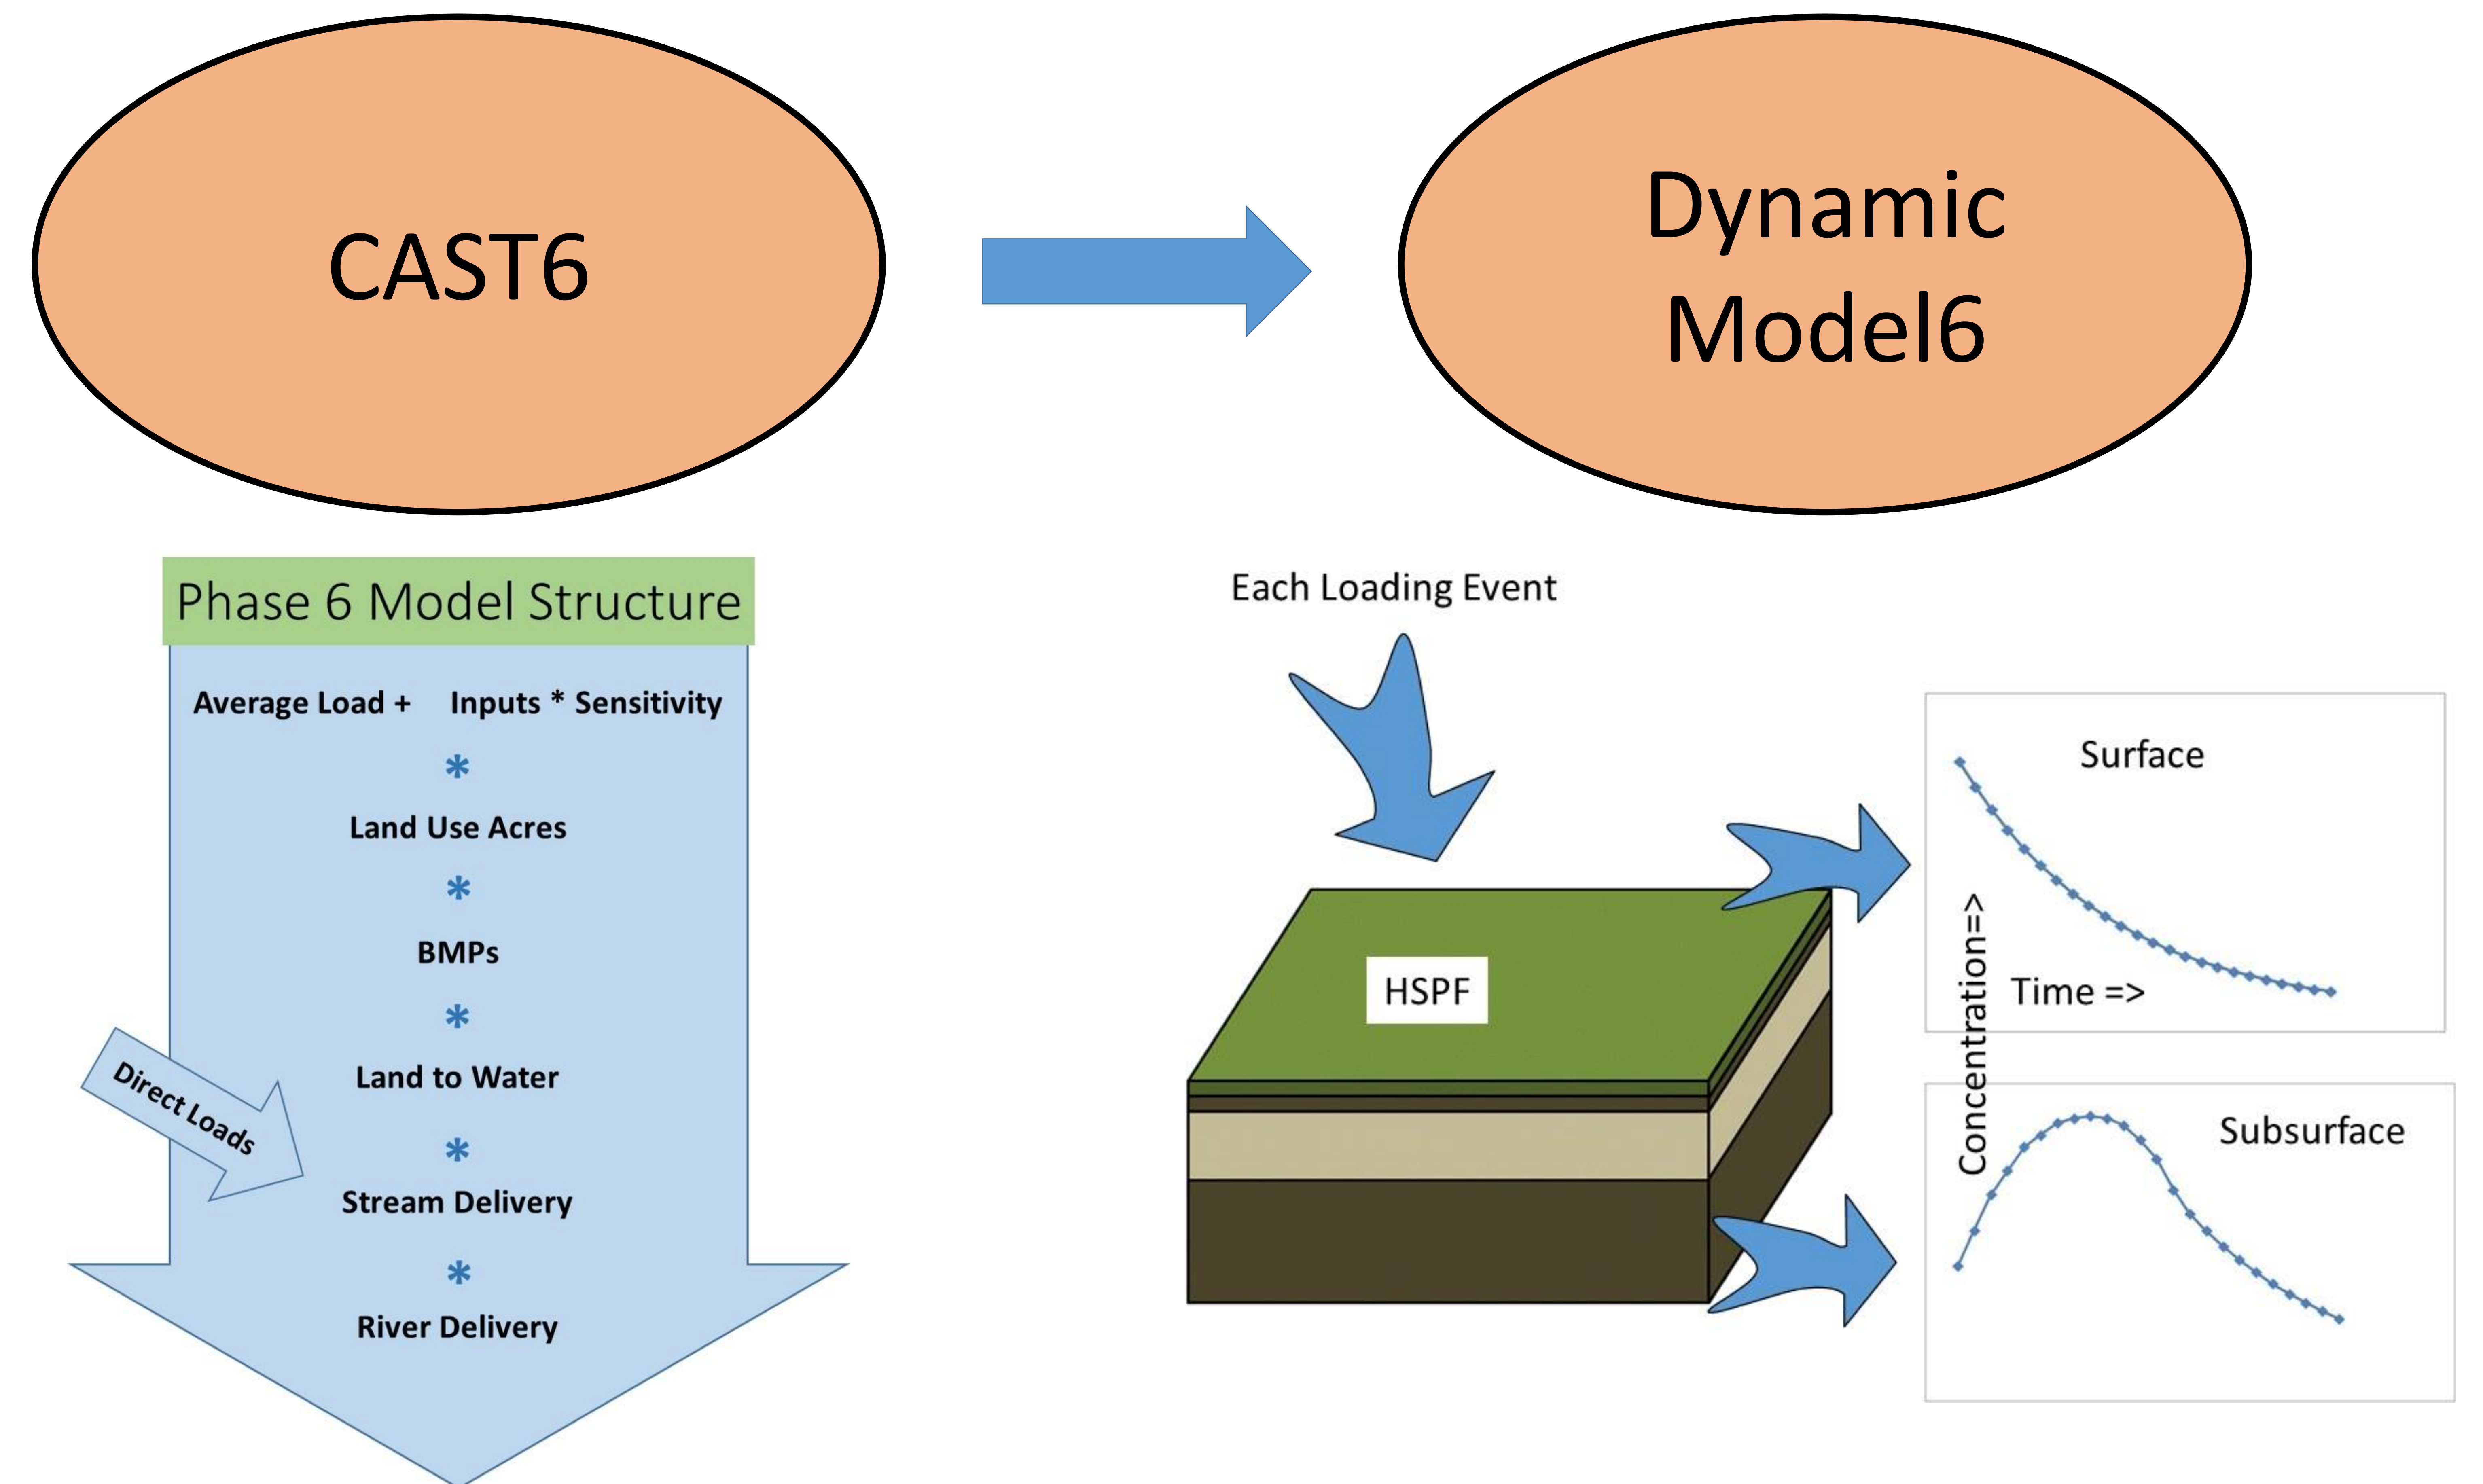 CAST6
Dynamic
Model6
Phase 6 Model Structure
Average Load + Inputs * Sensitivity
*
Land Use Acres
*
BMPs
*
Land to Water
*
Stream Delivery
*
River Delivery
Direct Loads
Each Loading Event
HSPF
Surface
Time =>
Concentration=>
Subsurface